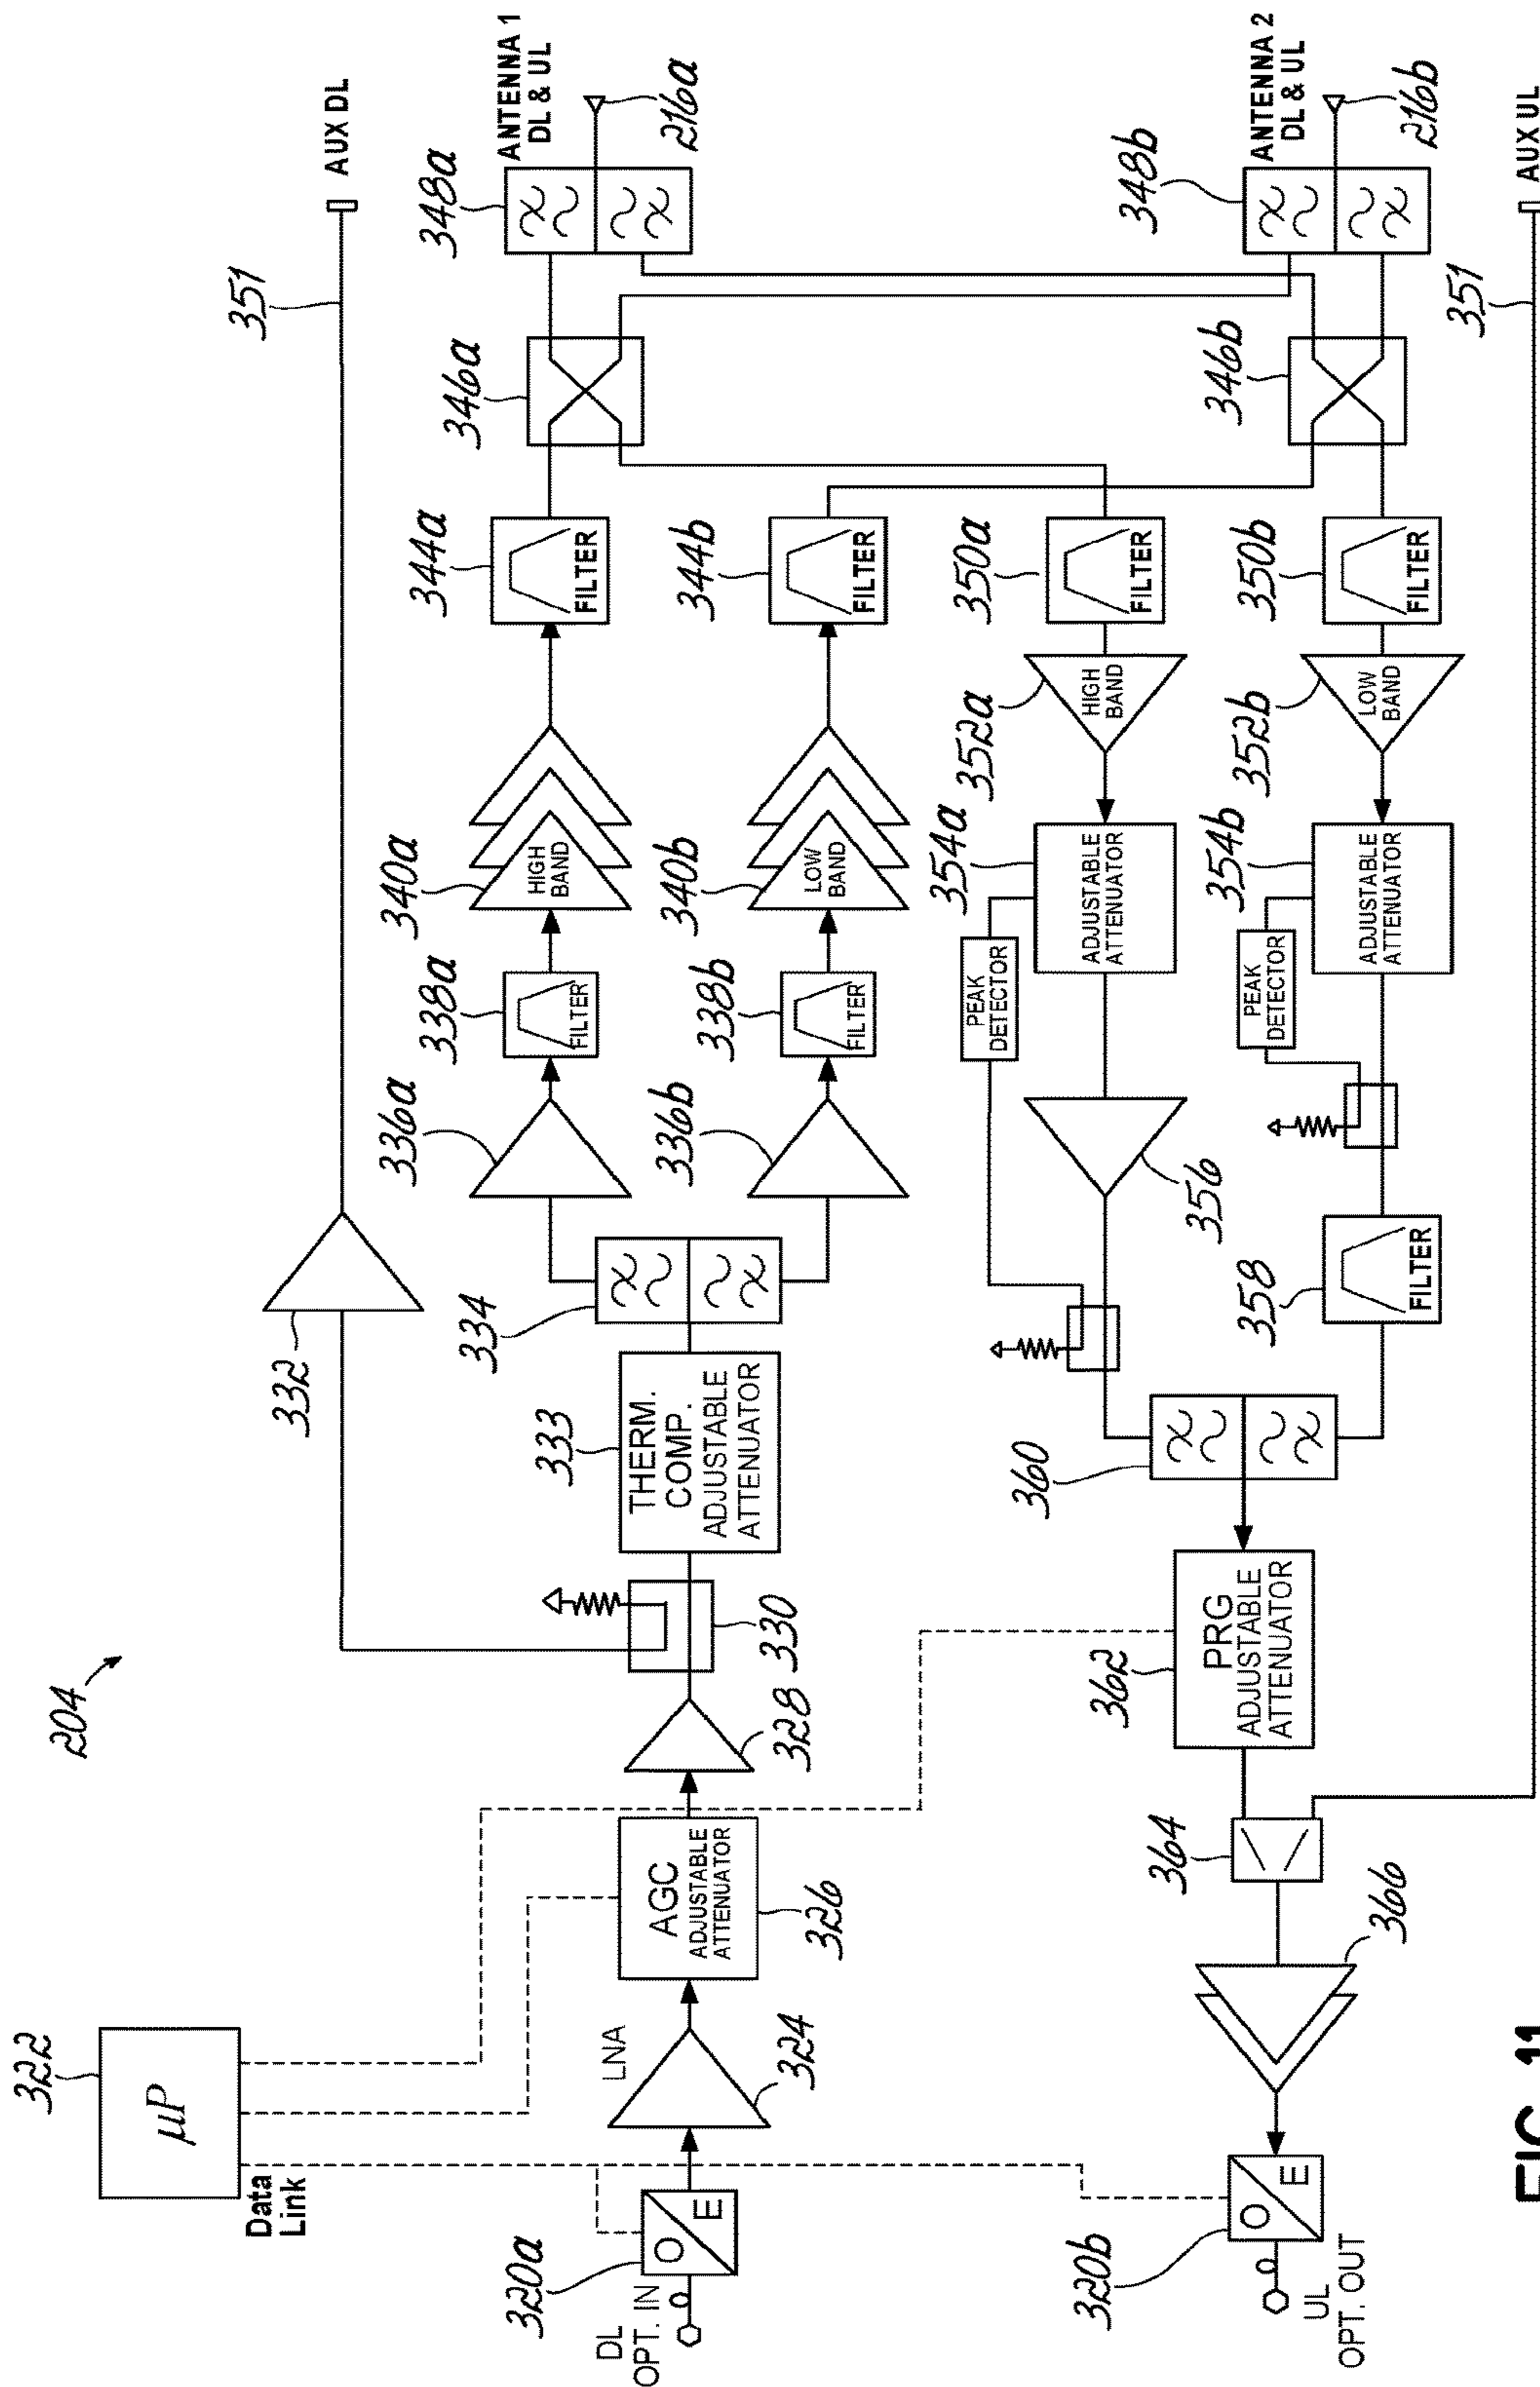 204
322
μP
Data
Link
332
351
AUX DL
DL
OPT. IN
320a
O
E
LNA
324
AGC
ADJUSTABLE
ATTENUATOR
326
328
330
333
THERM.
COMP.
ADJUSTABLE
ATTENUATOR
334
336a
338a
FILTER
340a
HIGH
BAND
344a
FILTER
346a
348a
ANTENNA 1
DL & UL
216a
336b
338b
FILTER
340b
LOW
BAND
344b
FILTER
PEAK
DETECTOR
354a
ADJUSTABLE
ATTENUATOR
352a
HIGH
BAND
350a
FILTER
356
PEAK
DETECTOR
354b
ADJUSTABLE
ATTENUATOR
352b
LOW
BAND
350b
FILTER
346b
348b
ANTENNA 2
DL & UL
216b
358
FILTER
360
362
PRG
ADJUSTABLE
ATTENUATOR
364
366
320b
O
E
UL
OPT. OUT
351
AUX UL
FIG. 11